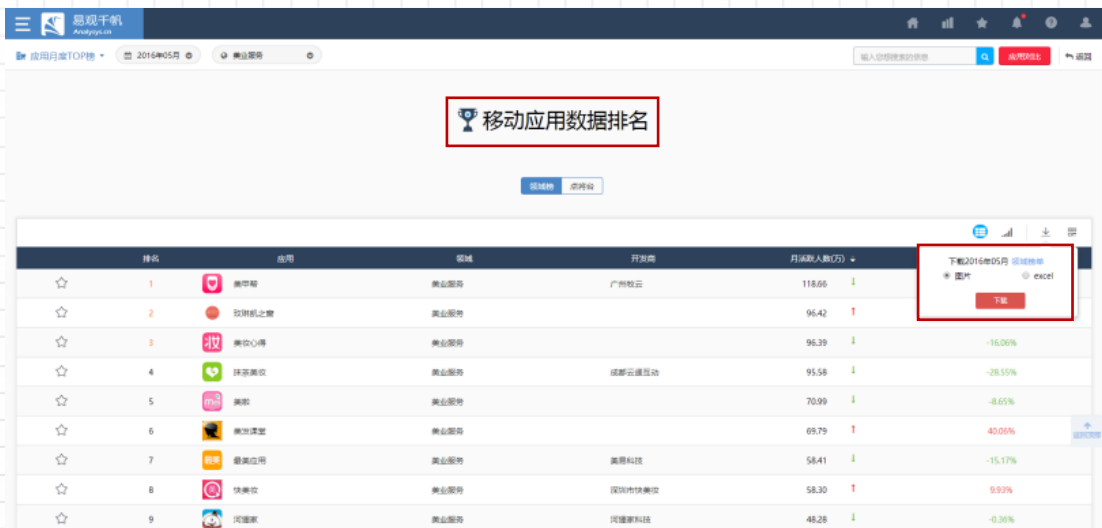 易观千帆
Analysys.cn
应用月度TOP榜 2016年05月 美业服务
输入您想搜索的信息 应用对比 返回
移动应用数据排名
领域榜
排名 应用 领域 开发商 月活跃人数(万)
下载2016年05月 领域榜单
图片 excel
下载
1 美甲帮 美业服务 广州数云 118.66
2 玫琳凯之窗 美业服务 96.42
3 美妆心得 美业服务 96.39 -16.06%
4 抹茶美妆 美业服务 成都云道互动 95.58 -28.55%
5 美啦 美业服务 70.99 -8.65%
6 美发课堂 美业服务 69.79 40.06%
7 最美应用 美业服务 美易科技 58.41 -15.17%
8 快美妆 美业服务 深圳市快美妆 58.30 9.93%
9 河狸家 美业服务 河狸家科技 48.28 -0.36%